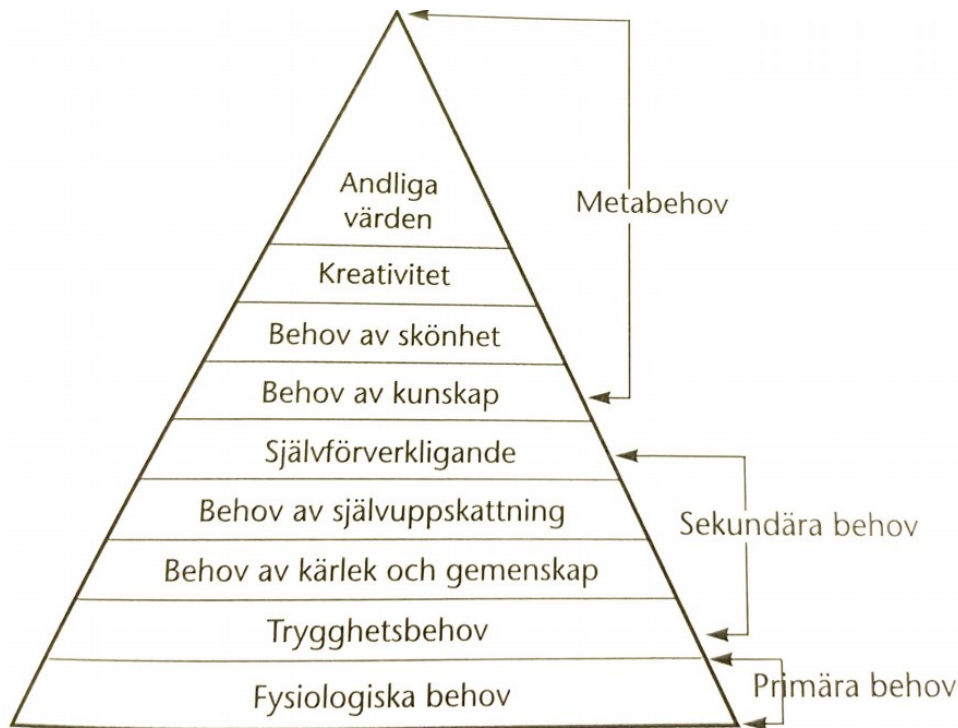 Andliga
värden
Metabehov
Kreativitet
Behov av skönhet
Behov av kunskap
Självförverkligande
Behov av självuppskattning
Sekundära behov
Behov av kärlek och gemenskap
Trygghetsbehov
Fysiologiska behov
Primära behov